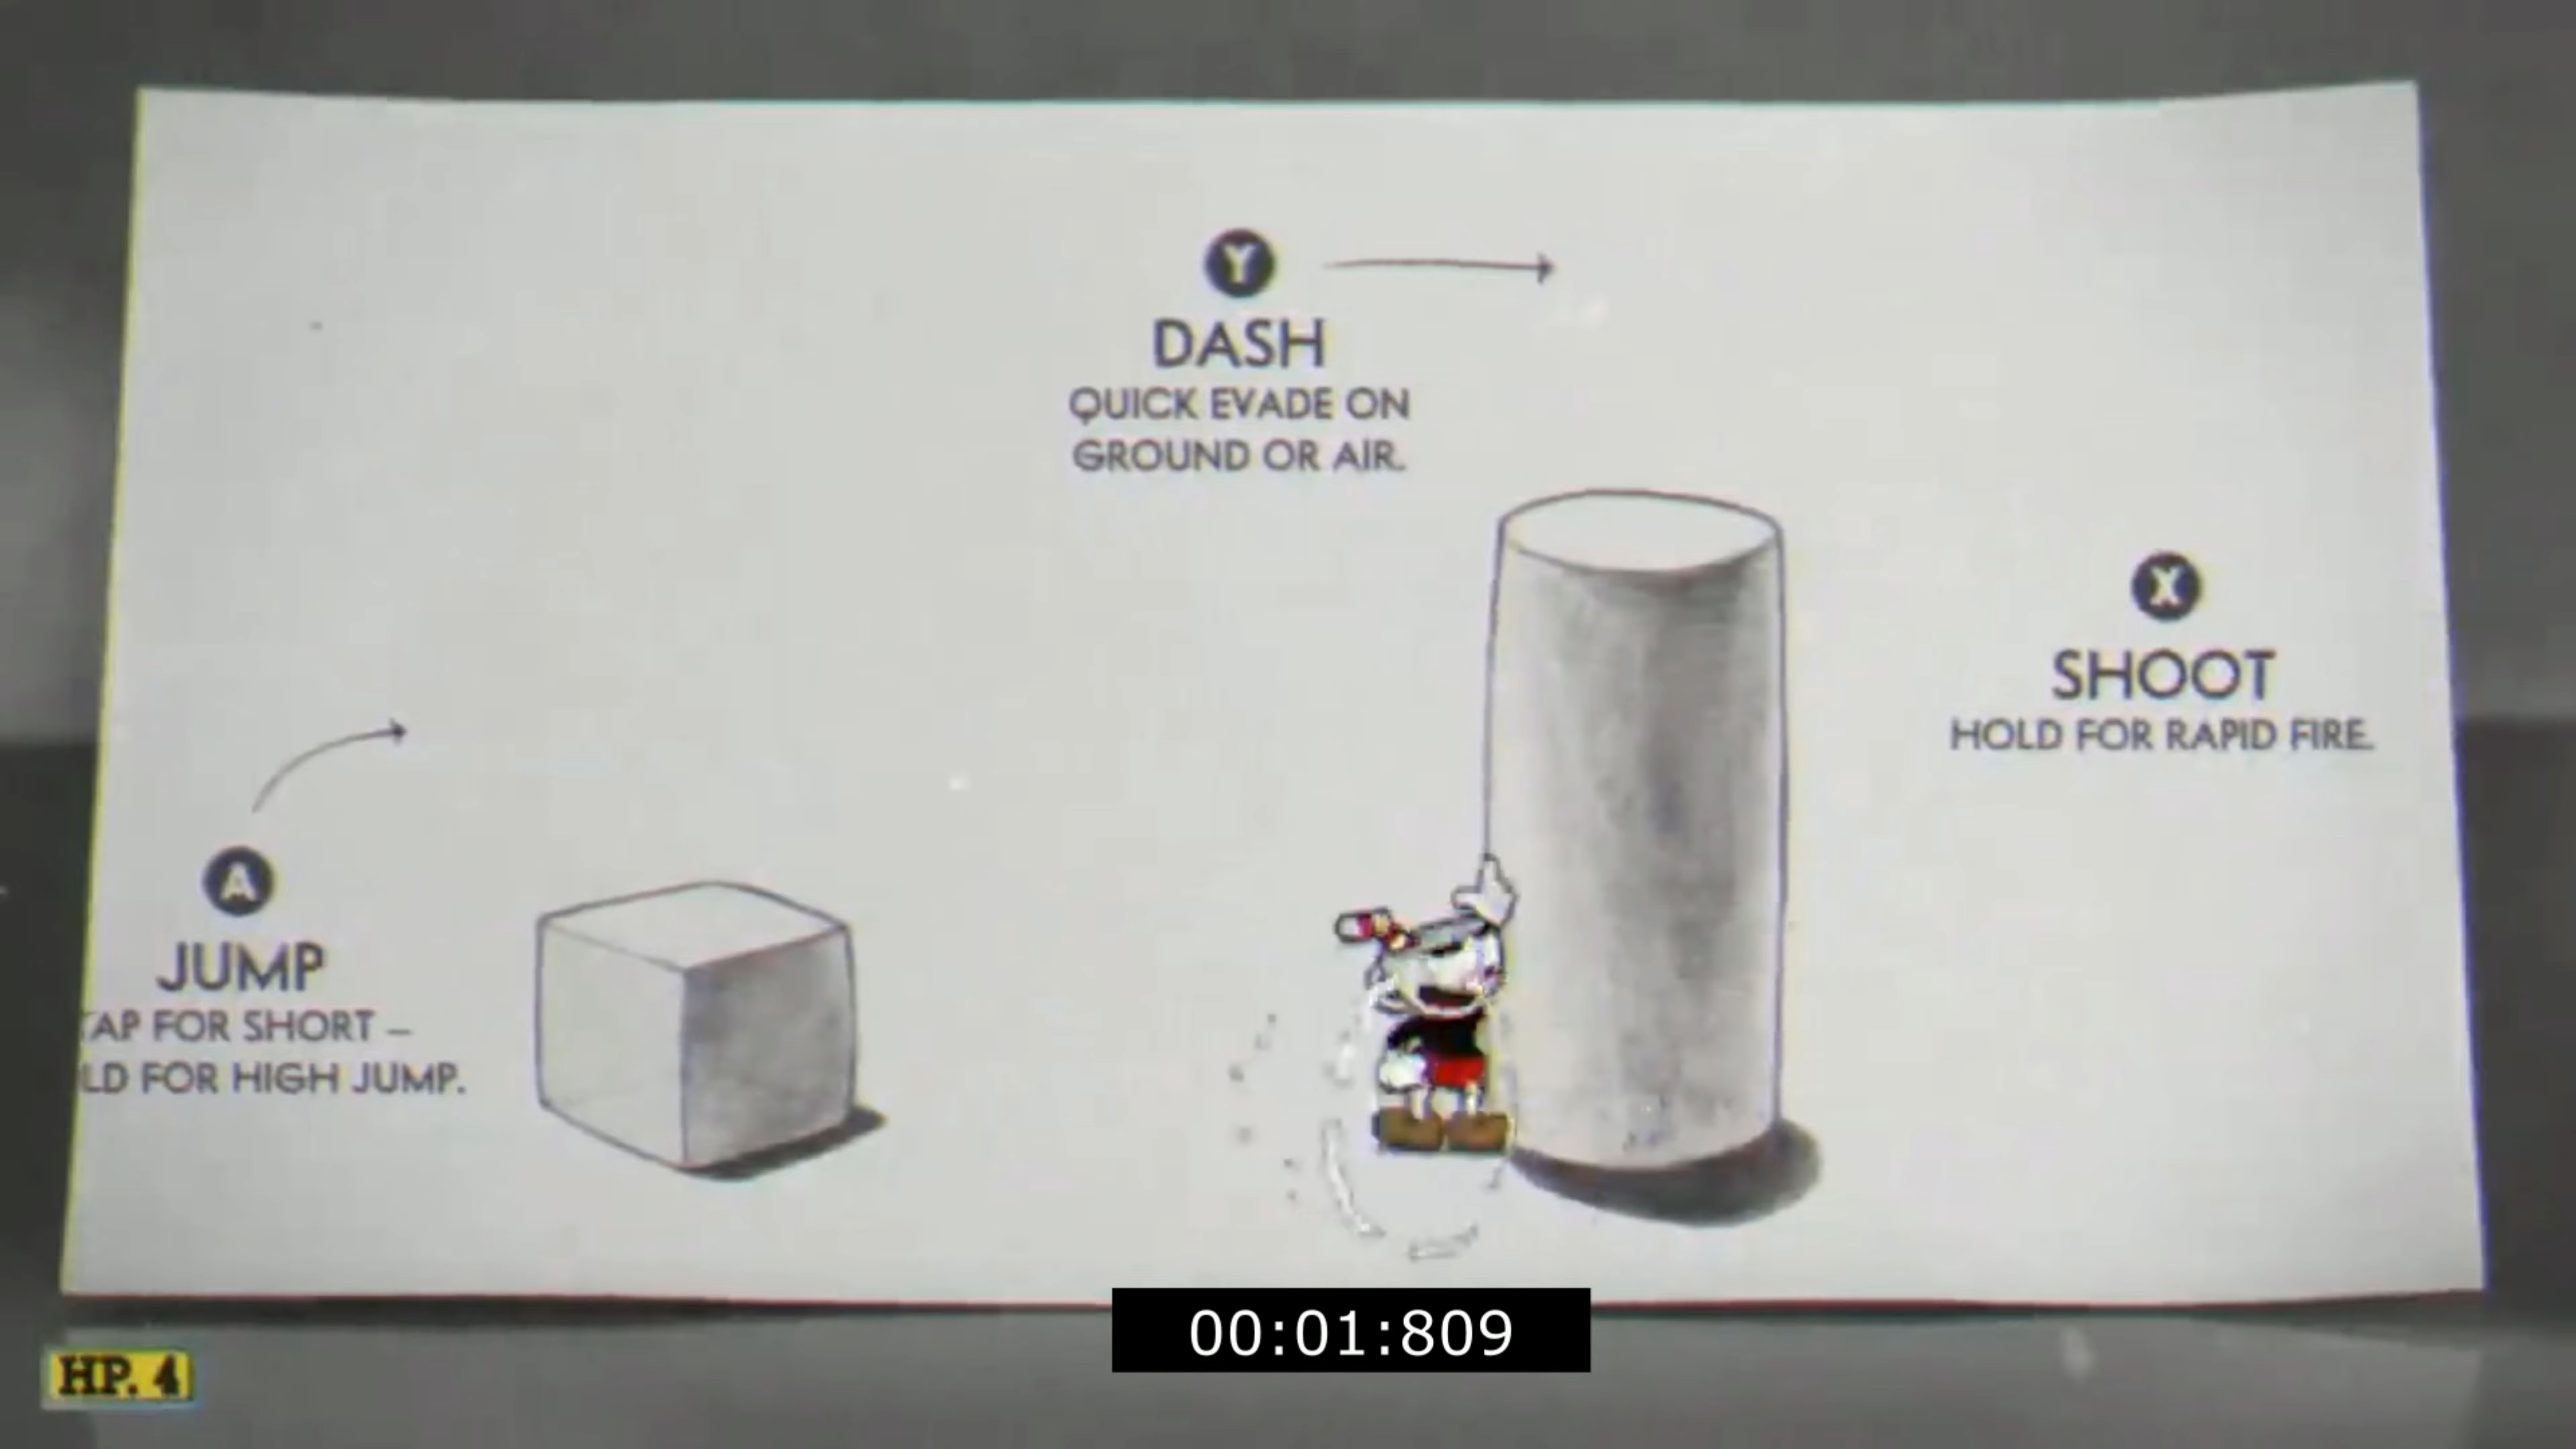 Y
DASH
QUICK EVADE ON
GROUND OR AIR.
X
SHOOT
HOLD FOR RAPID FIRE.
A
JUMP
AP FOR SHORT –
LD FOR HIGH JUMP.
HP. 4
00:01:809